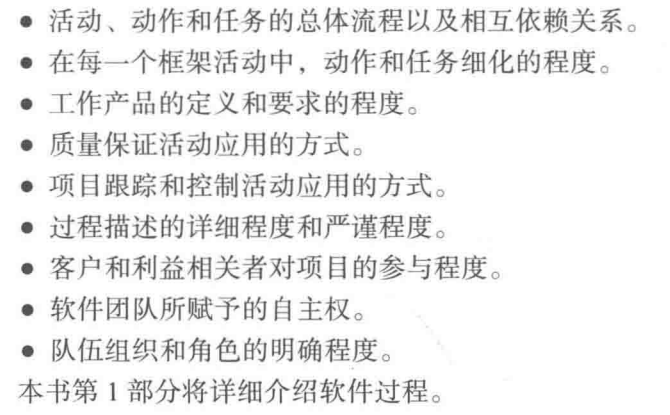 ● 活动、动作和任务的总体流程以及相互依赖关系。
● 在每一个框架活动中，动作和任务细化的程度。
● 工作产品的定义和要求的程度。
● 质量保证活动应用的方式。
● 项目跟踪和控制活动应用的方式。
● 过程描述的详细程度和严谨程度。
● 客户和利益相关者对项目的参与程度。
● 软件团队所赋予的自主权。
● 队伍组织和角色的明确程度。
本书第 1 部分将详细介绍软件过程。